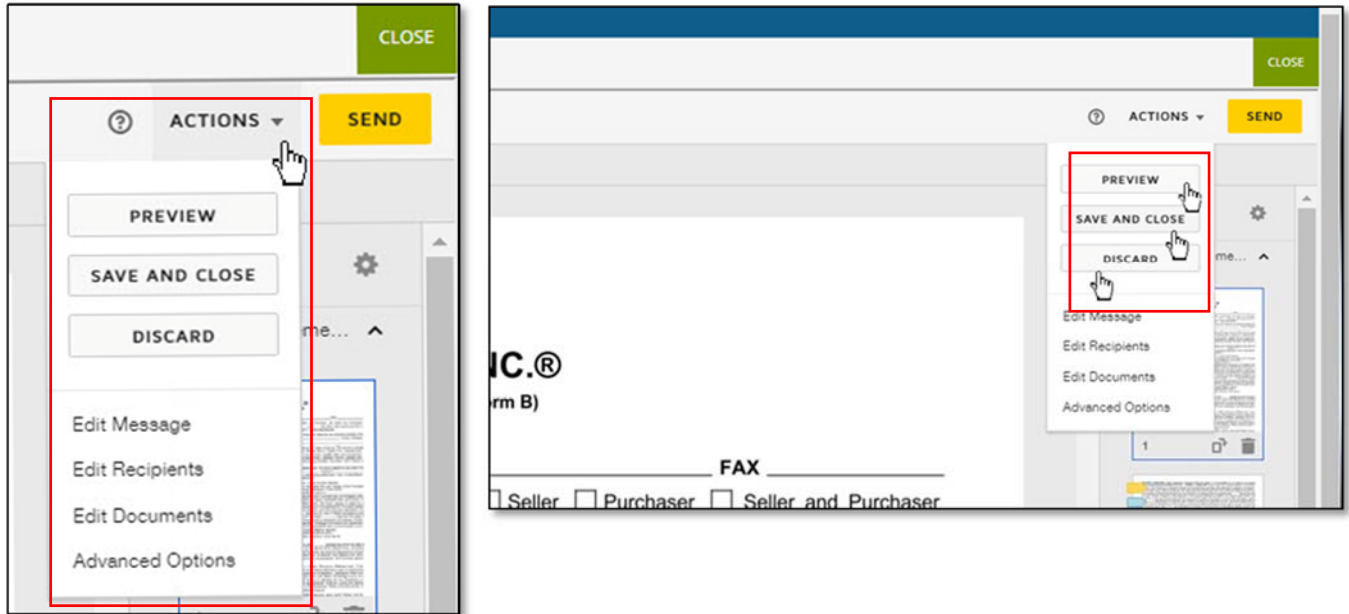 CLOSE
? ACTIONS SEND
PREVIEW
SAVE AND CLOSE
DISCARD
me...
Edit Message
Edit Recipients
Edit Documents
Advanced Options
CLOSE
? ACTIONS SEND
PREVIEW
SAVE AND CLOSE
DISCARD
me...
Edit Message
Edit Recipients
Edit Documents
Advanced Options
1
NC.®
rm B)
FAX
Seller Purchaser Seller and Purchaser